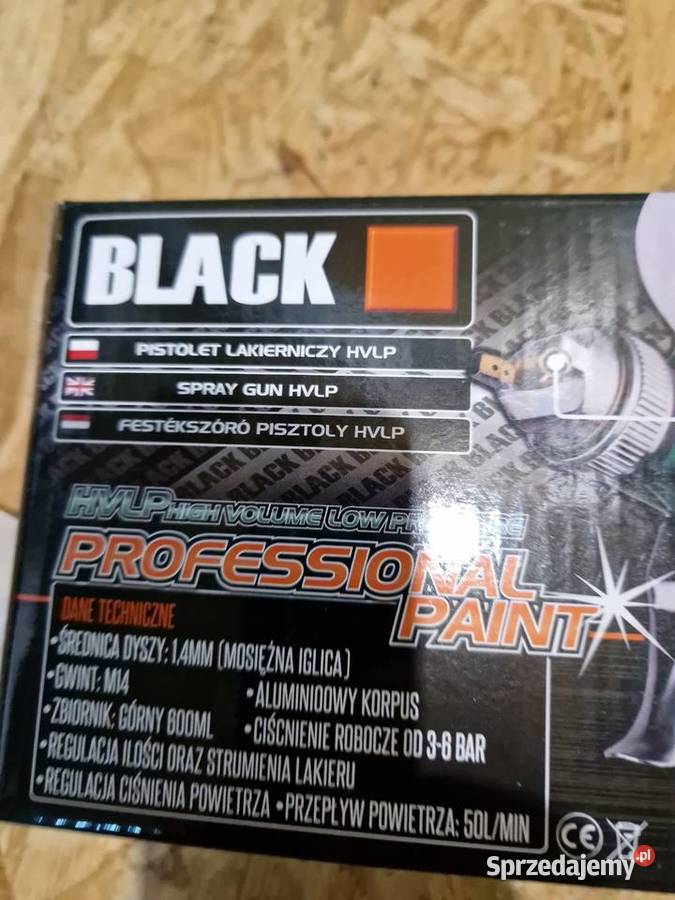 BLACK
PISTOLET LAKIERNICZY HVLP
SPRAY GUN HVLP
FESTÉKSZÓRÓ PISZTOLY HVLP
HVLP HIGH VOLUME LOW PRESSURE
PROFESSIONAL
PAINT
DANE TECHNICZNE
•ŚREDNICA DYSZY: 1,4MM (MOSIĘŻNA IGLICA)
•GWINT: M14
•ALUMINIOOWY KORPUS
•ZBIORNIK: GÓRNY 600ML
•CIŚCNIENIE ROBOCZE OD 3-6 BAR
•REGULACJA ILOŚCI ORAZ STRUMIENIA LAKIERU
•REGULACJA CIŚNIENIA POWIETRZA •PRZEPŁYW POWIETRZA: 50L/MIN
CE
Sprzedajemy.pl